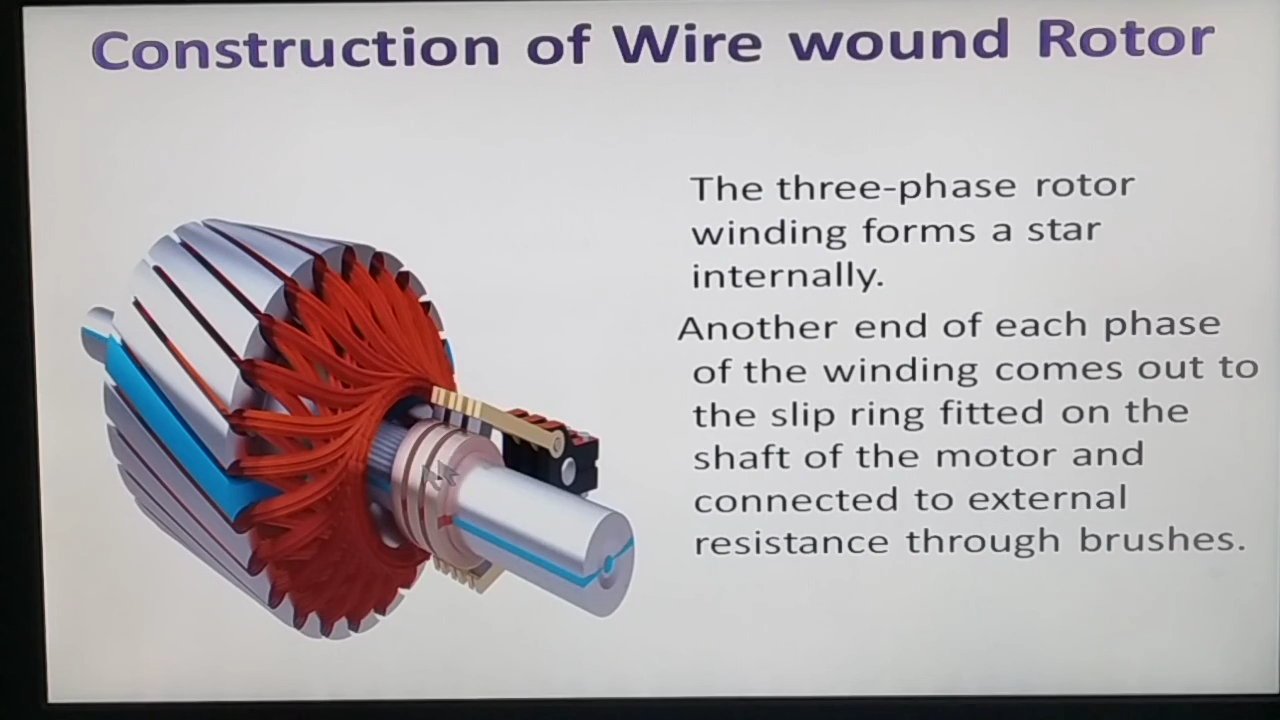 Construction of Wire wound Rotor
The three-phase rotor
winding forms a star
internally.
Another end of each phase
of the winding comes out to
the slip ring fitted on the
shaft of the motor and
connected to external
resistance through brushes.